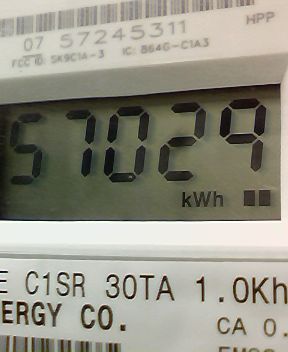 07 57245311
HPP
FCC ID: SK9C1A-3 IC: 864G-C1A3
57029
kWh
E C1SR 30TA 1.0Kh
ERGY CO.
CA 0.